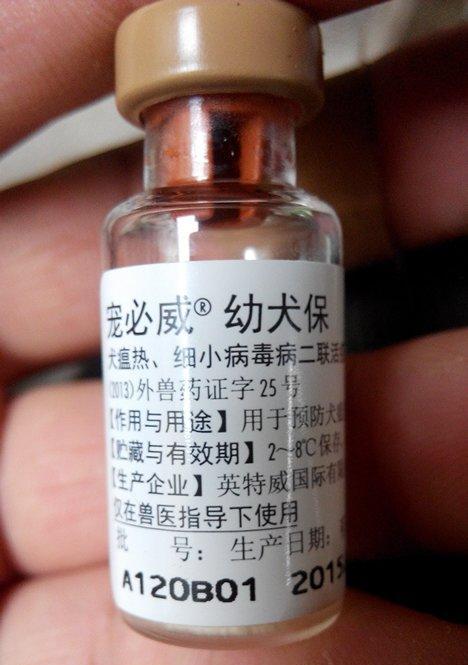 宠必威® 幼犬保
犬瘟热、细小病毒病二联活
(2013)外兽药证字25号
【作用与用途】用于预防犬
【贮藏与有效期】2~8℃保存
【生产企业】英特威国际有
仅在兽医指导下使用
批 号: 生产日期:
A120B01 2015